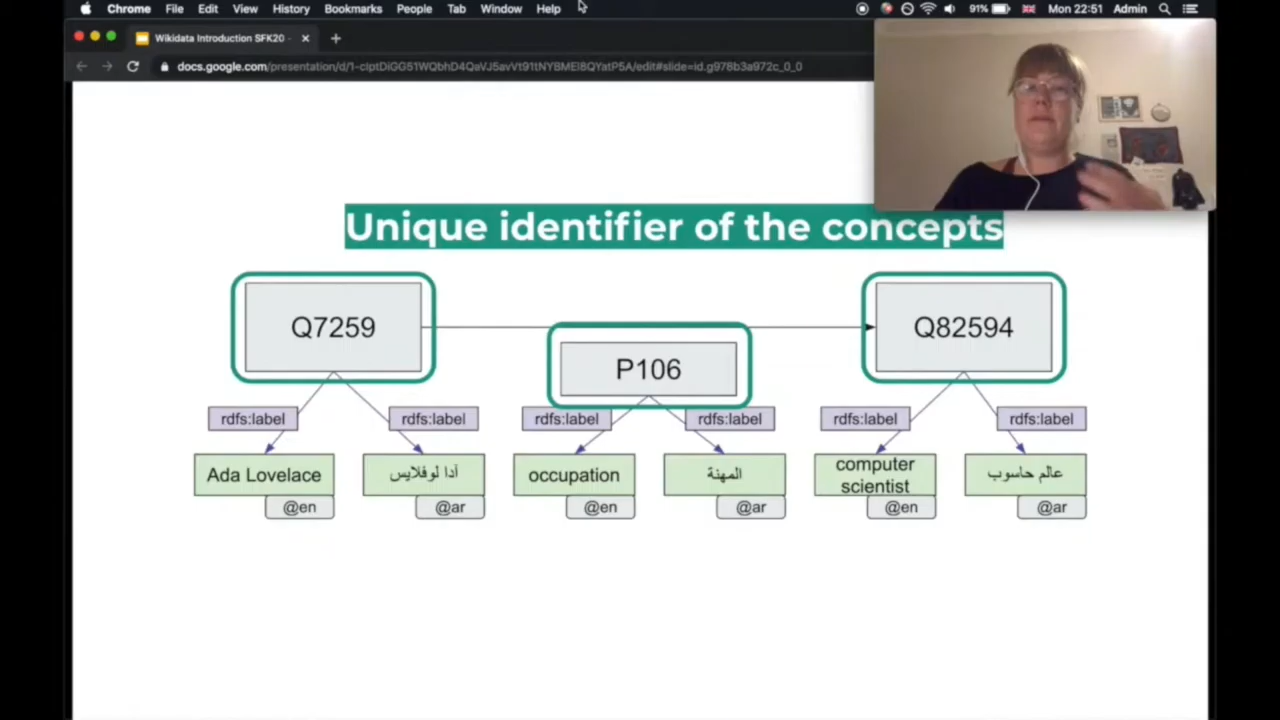 Chrome File Edit View History Bookmarks People Tab Window Help 91% Mon 22:51 Admin
Wikidata Introduction SFK20 -
Unique identifier of the concepts
Q7259
Q82594
P106
rdfs:label rdfs:label rdfs:label rdfs:label rdfs:label rdfs:label
Ada Lovelace آدا لوفلايس occupation المهنة computer scientist عالم حاسوب
@en @ar @en @ar @en @ar